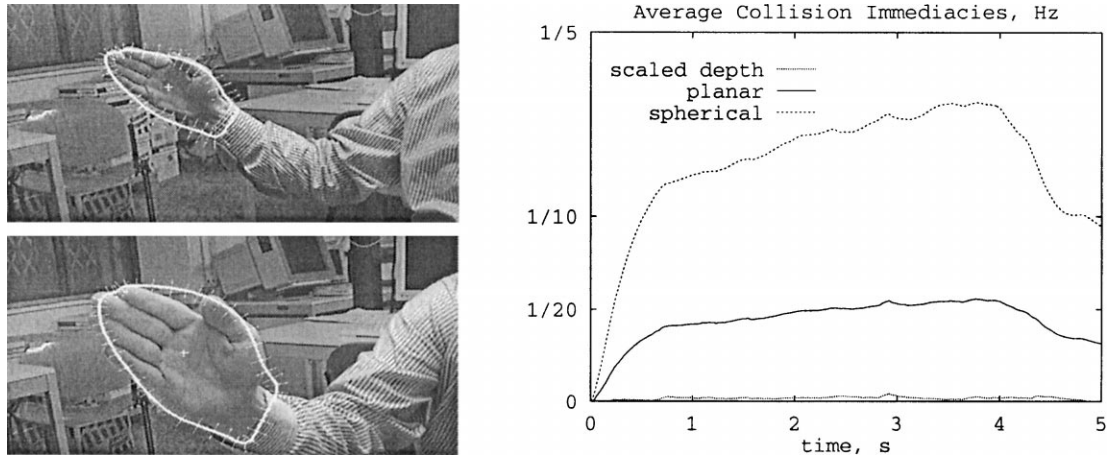 Average Collision Immediacies, Hz
1/5
scaled depth
planar
spherical
1/10
1/20
0
0 1 2 3 4 5
time, s